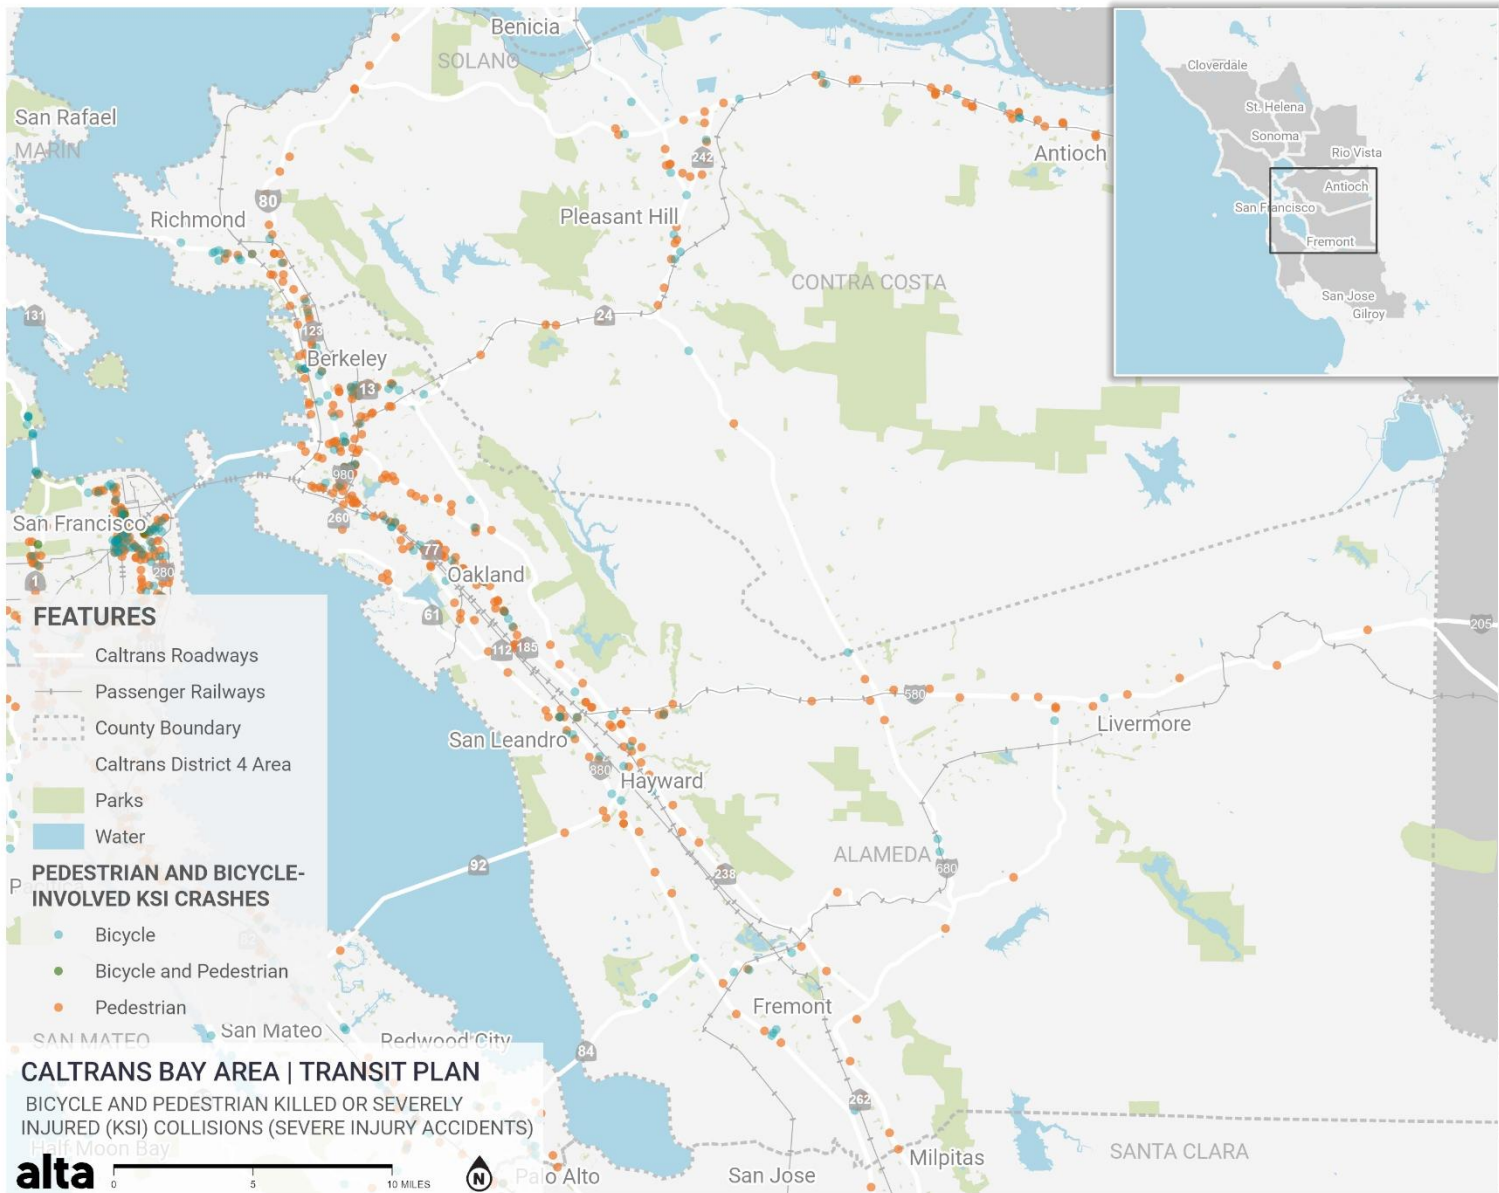 Benicia
SOLANO
San Rafael
MARIN
242
Antioch
80
Richmond
Pleasant Hill
CONTRA COSTA
131
24
123
Berkeley
13
980
San Francisco
260
77
Oakland
1
280
61
112
185
205
580
Livermore
San Leandro
880
Hayward
ALAMEDA
680
92
238
Fremont
84
262
San Mateo
SAN MATEO
Redwood City
Half Moon Bay
Palo Alto
San Jose
Milpitas
SANTA CLARA
Cloverdale
St. Helena
Sonoma
Rio Vista
Antioch
San Francisco
Fremont
San Jose
Gilroy
FEATURES
Caltrans Roadways
Passenger Railways
County Boundary
Caltrans District 4 Area
Parks
Water
PEDESTRIAN AND BICYCLE-
INVOLVED KSI CRASHES
Bicycle
Bicycle and Pedestrian
Pedestrian
CALTRANS BAY AREA | TRANSIT PLAN
BICYCLE AND PEDESTRIAN KILLED OR SEVERELY
INJURED (KSI) COLLISIONS (SEVERE INJURY ACCIDENTS)
alta
0 5 10 MILES
N